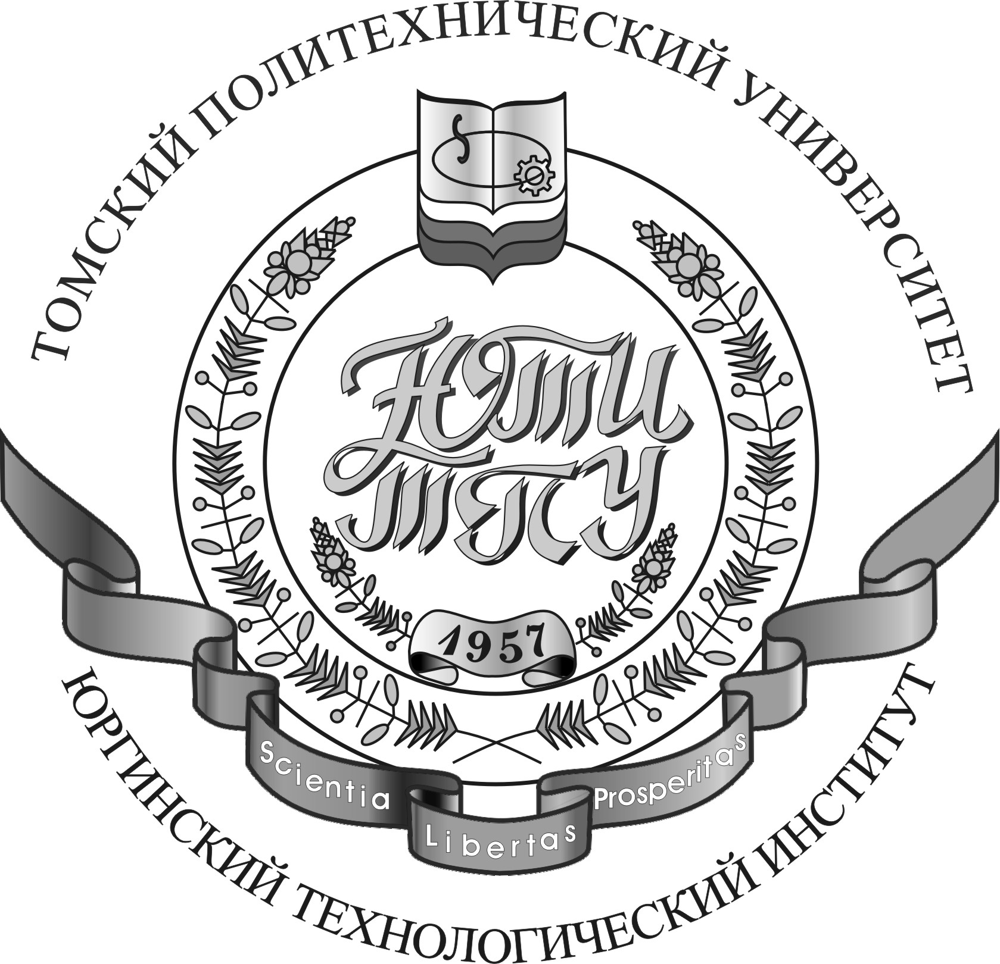 ТОМСКИЙ ПОЛИТЕХНИЧЕСКИЙ УНИВЕРСИТЕТ
ЮТИ
ТПУ
1957
Scientia
Libertas
Prosperitas
ЮРГИНСКИЙ ТЕХНОЛОГИЧЕСКИЙ ИНСТИТУТ